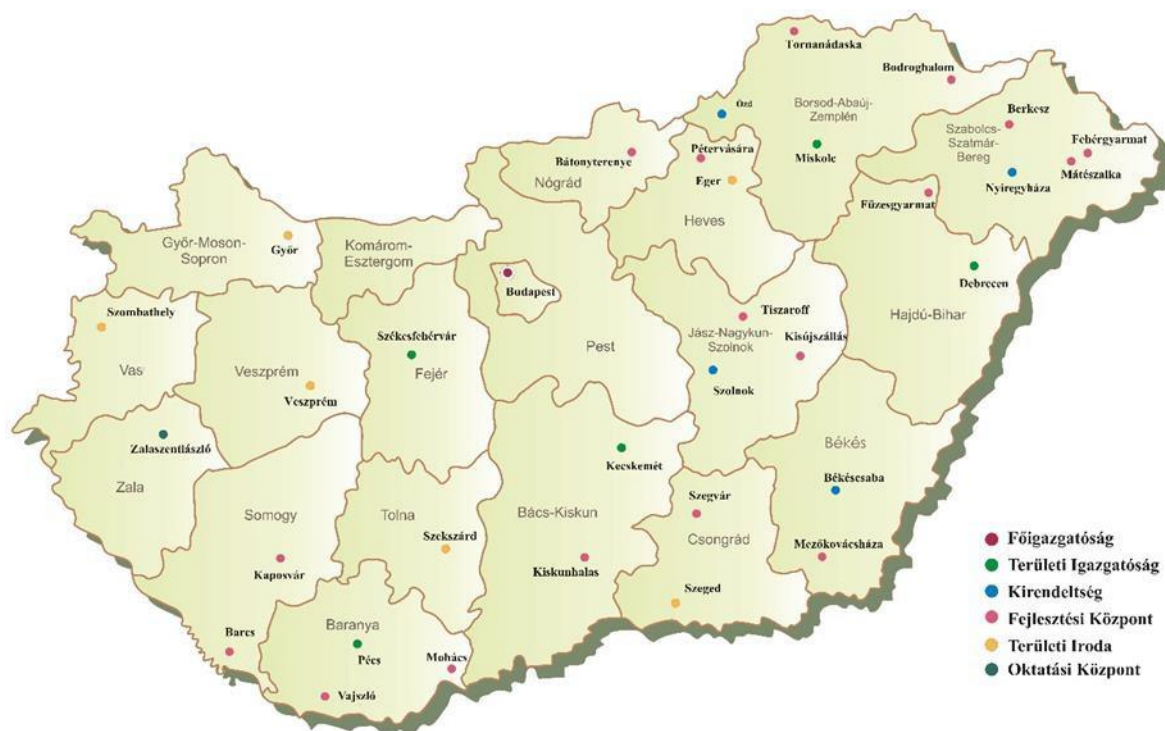 Tornanádaska
Bodroghalom
Ózd
Borsod-Abaúj-
Zemplén
Berkesz
Szabolcs-
Szatmár-
Bereg
Fehérgyarmat
Bátonyterenye
Pétervására
Miskolc
Nógrád
Eger
Nyíregyháza
Mátészalka
Heves
Füzesgyarmat
Győr-Moson-
Sopron
Győr
Komárom-
Esztergom
Budapest
Debrecen
Szombathely
Tiszaroff
Hajdú-Bihar
Székesfehérvár
Jász-Nagykun-
Szolnok
Kisújszállás
Pest
Vas
Veszprém
Fejér
Szolnok
Veszprém
Zalaszentlászló
Kecskemét
Békés
Békéscsaba
Zala
Somogy
Tolna
Bács-Kiskun
Szegvár
Szekszárd
Csongrád
Mezőkovácsháza
Kaposvár
Kiskunhalas
Szeged
Baranya
Barcs
Pécs
Mohács
Vajszló
Főigazgatóság
Területi Igazgatóság
Kirendeltség
Fejlesztési Központ
Területi Iroda
Oktatási Központ